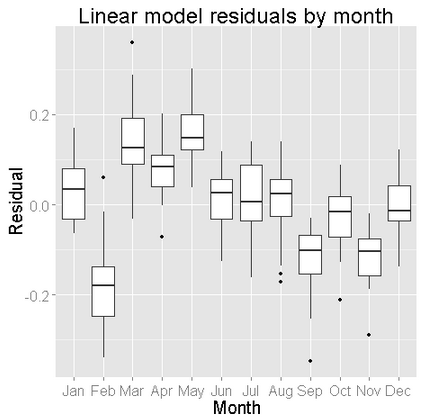 Linear model residuals by month
Residual
0.2
0.0
-0.2
Jan Feb Mar Apr May Jun Jul Aug Sep Oct Nov Dec
Month